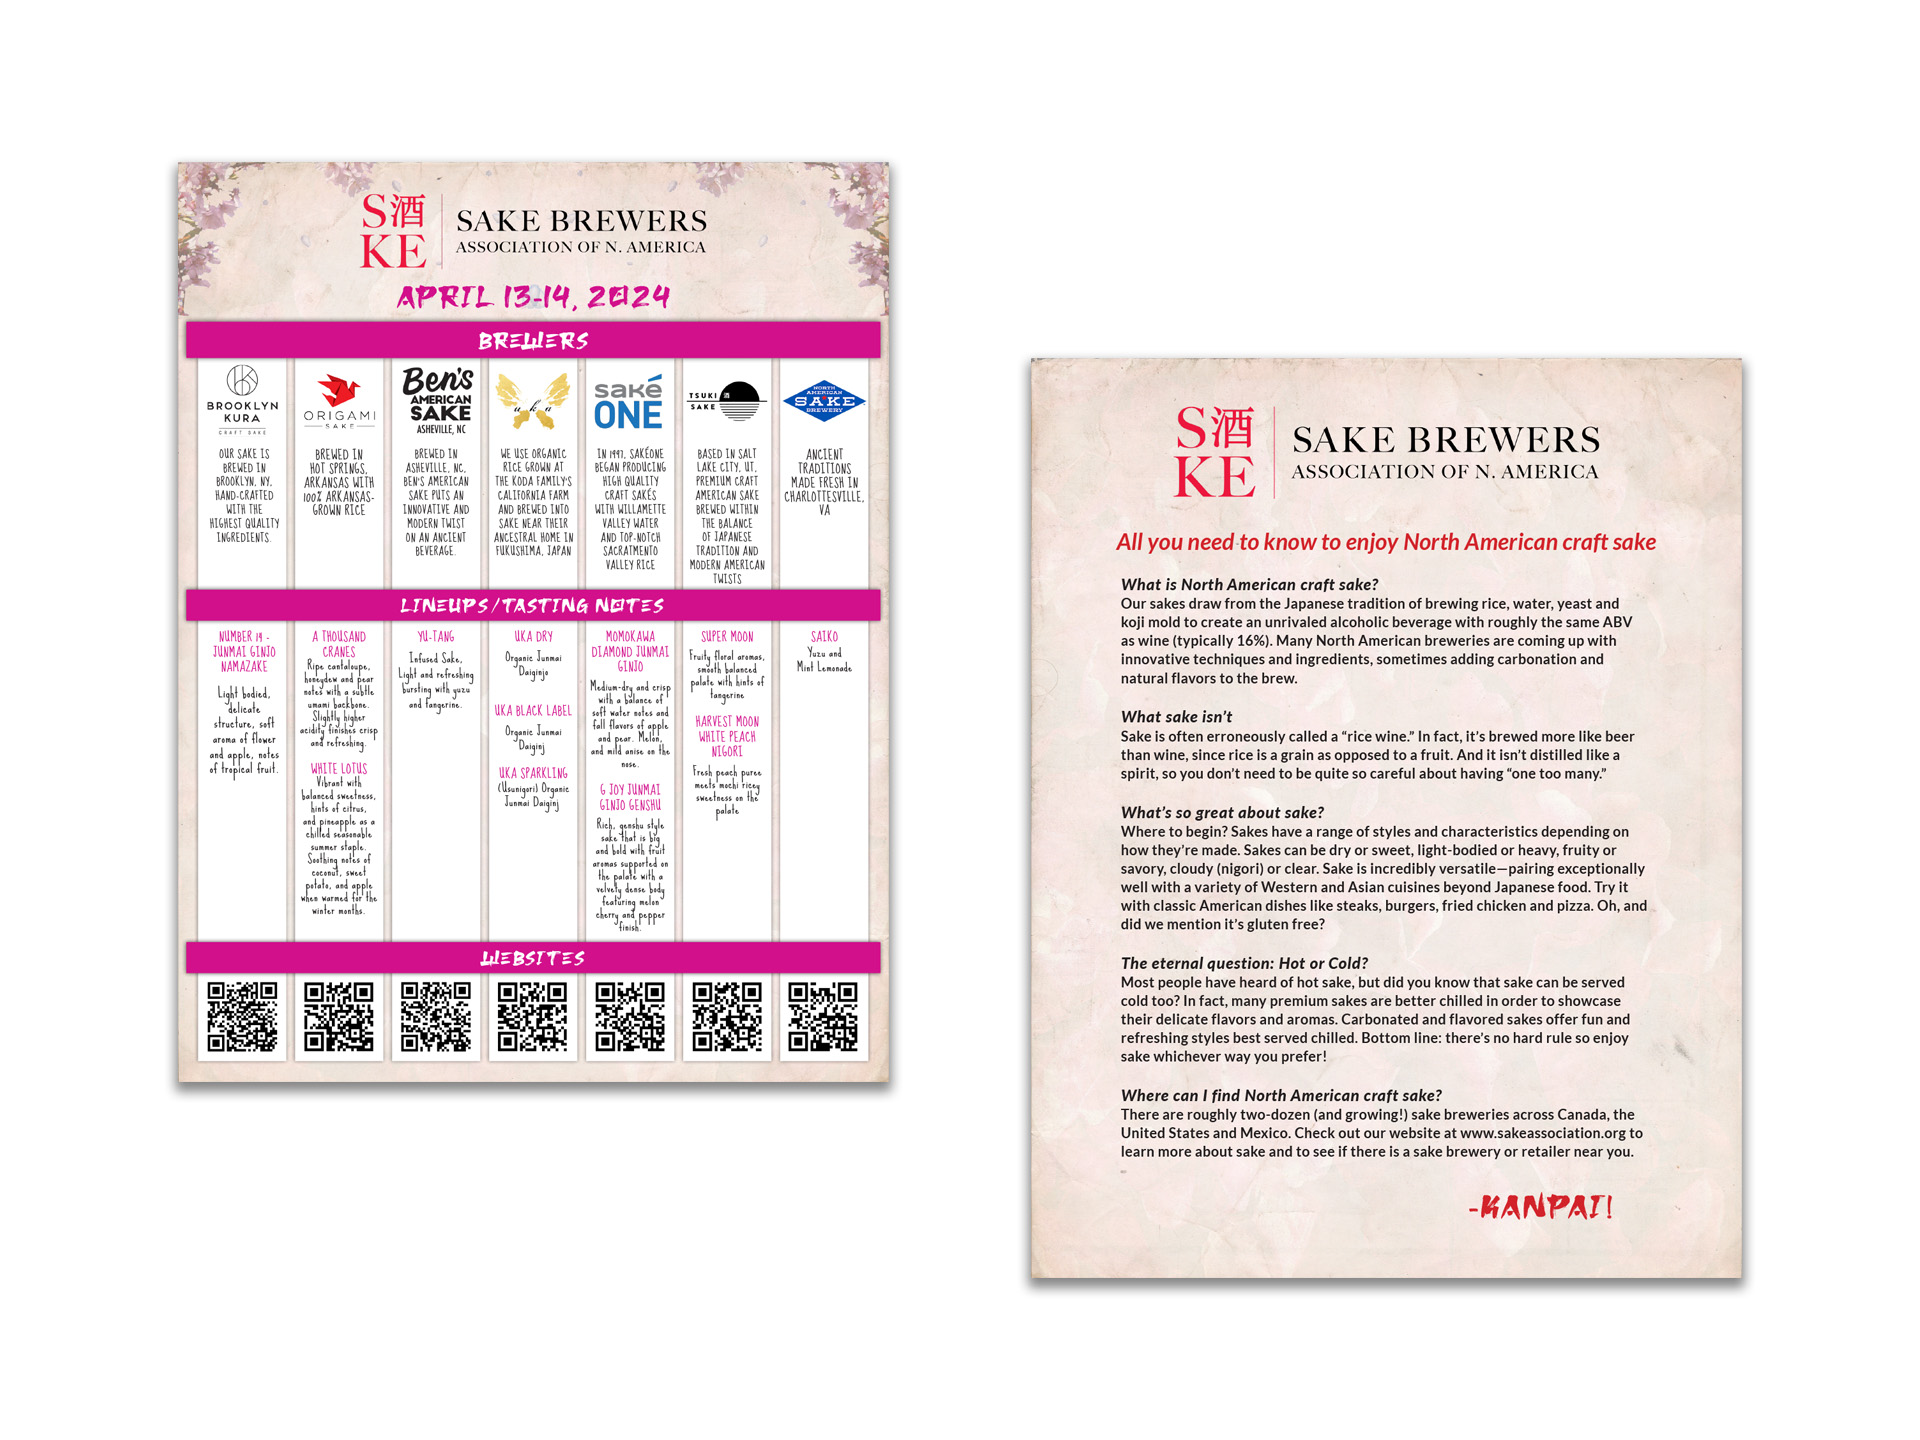 S酒
KE
SAKE BREWERS
ASSOCIATION OF N. AMERICA
APRIL 13-14, 2024
BREWERS
BROOKLYN
KURA
CRAFT SAKE
OUR SAKE IS
BREWED IN
BROOKLYN, NY,
HAND-CRAFTED
WITH THE
HIGHEST QUALITY
INGREDIENTS.
ORIGAMI
SAKE
BREWED IN
HOT SPRINGS,
ARKANSAS WITH
100% ARKANSAS-
GROWN RICE
Ben's
AMERICAN
SAKE
ASHEVILLE, NC
BREWED IN
ASHEVILLE, NC,
BEN'S AMERICAN
SAKE PUTS AN
INNOVATIVE AND
MODERN TWIST
ON AN ANCIENT
BEVERAGE.
uka
WE USE ORGANIC
RICE GROWN AT
THE KODA FAMILY'S
CALIFORNIA FARM
AND BREWED INTO
SAKE NEAR THEIR
ANCESTRAL HOME IN
FUKUSHIMA, JAPAN
saké
ONE
IN 1997, SAKÉONE
BEGAN PRODUCING
HIGH QUALITY
CRAFT SAKÉS
WITH WILLAMETTE
VALLEY WATER
AND TOP-NOTCH
SACRATMENTO
VALLEY RICE
TSUKI
SAKE
酒
BASED IN SALT
LAKE CITY, UT,
PREMIUM CRAFT
AMERICAN SAKE
BREWED WITHIN
THE BALANCE
OF JAPANESE
TRADITION AND
MODERN AMERICAN
TWISTS
NORTH
AMERICAN
SAKE
BREWERY
ANCIENT
TRADITIONS
MADE FRESH IN
CHARLOTTESVILLE,
VA
LINEUPS/TASTING NOTES
NUMBER 14 -
JUNMAI GINJO
NAMAZAKE
Light bodied,
delicate
structure, soft
aroma of flower
and apple, notes
of tropical fruit.
A THOUSAND
CRANES
Ripe cantaloupe,
honeydew and pear
notes with a subtle
umami backbone.
Slightly higher
acidity finishes crisp
and refreshing.
WHITE LOTUS
Vibrant with
balanced sweetness,
hints of citrus,
and pineapple as a
chilled seasonable
summer staple.
Soothing notes of
coconut, sweet
potato, and apple
when warmed for the
winter months.
YU-TANG
Infused Sake,
Light and refreshing
bursting with yuzu
and tangerine.
UKA DRY
Organic Junmai
Daiginjo
UKA BLACK LABEL
Organic Junmai
Daiginj
UKA SPARKLING
(Usunigori) Organic
Junmai Daiginj
MOMOKAWA
DIAMOND JUNMAI
GINJO
Medium-dry and crisp
with a balance of
soft water notes and
fall flavors of apple
and pear. Melon,
and mild anise on the
nose.
G JOY JUNMAI
GINJO GENSHU
Rich, genshu style
sake that is big
and bold with fruit
aromas supported on
the palate with a
velvety dense body
featuring melon
cherry and pepper
finish.
SUPER MOON
Fruity floral aromas,
smooth balanced
palate with hints of
tangerine
HARVEST MOON
WHITE PEACH
NIGORI
Fresh peach puree
meets mochi ricey
sweetness on the
palate
SAIKO
Yuzu and
Mint Lemonade
WEBSITES
S酒
KE
SAKE BREWERS
ASSOCIATION OF N. AMERICA
All you need to know to enjoy North American craft sake
What is North American craft sake?
Our sakes draw from the Japanese tradition of brewing rice, water, yeast and
koji mold to create an unrivaled alcoholic beverage with roughly the same ABV
as wine (typically 16%). Many North American breweries are coming up with
innovative techniques and ingredients, sometimes adding carbonation and
natural flavors to the brew.
What sake isn't
Sake is often erroneously called a “rice wine.” In fact, it's brewed more like beer
than wine, since rice is a grain as opposed to a fruit. And it isn't distilled like a
spirit, so you don't need to be quite so careful about having “one too many.”
What's so great about sake?
Where to begin? Sakes have a range of styles and characteristics depending on
how they're made. Sakes can be dry or sweet, light-bodied or heavy, fruity or
savory, cloudy (nigori) or clear. Sake is incredibly versatile—pairing exceptionally
well with a variety of Western and Asian cuisines beyond Japanese food. Try it
with classic American dishes like steaks, burgers, fried chicken and pizza. Oh, and
did we mention it's gluten free?
The eternal question: Hot or Cold?
Most people have heard of hot sake, but did you know that sake can be served
cold too? In fact, many premium sakes are better chilled in order to showcase
their delicate flavors and aromas. Carbonated and flavored sakes offer fun and
refreshing styles best served chilled. Bottom line: there's no hard rule so enjoy
sake whichever way you prefer!
Where can I find North American craft sake?
There are roughly two-dozen (and growing!) sake breweries across Canada, the
United States and Mexico. Check out our website at www.sakeassociation.org to
learn more about sake and to see if there is a sake brewery or retailer near you.
-KANPAI!